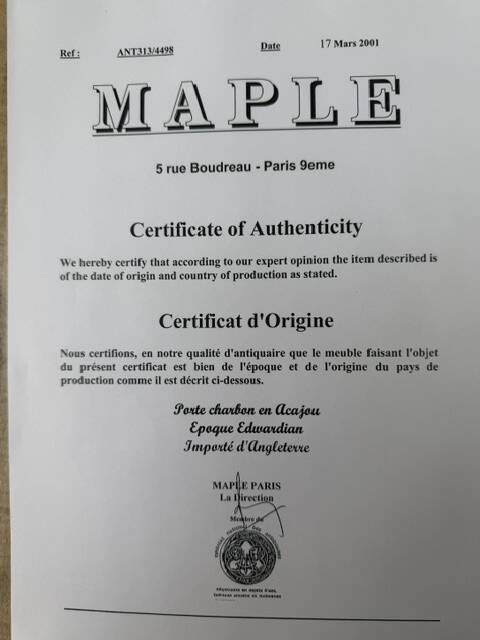 Ref : ANT313/4498 Date 17 Mars 2001
MAPLE
5 rue Boudreau - Paris 9eme
Certificate of Authenticity
We hereby certify that according to our expert opinion the item described is
of the date of origin and country of production as stated.
Certificat d'Origine
Nous certifions, en notre qualité d'antiquaire que le meuble faisant l'objet
du présent certificat est bien de l'époque et de l'origine du pays de
production comme il est décrit ci-dessous.
Porte charbon en Acajou
Epoque Edwardian
Importé d'Angleterre
MAPLE PARIS
La Direction
Membre du